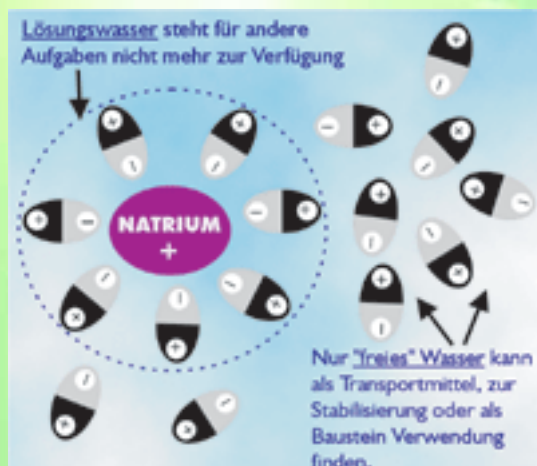 Lösungswasser steht für andere
Aufgaben nicht mehr zur Verfügung
NATRIUM
+
Nur "freies" Wasser kann
als Transportmittel, zur
Stabilisierung oder als
Baustein Verwendung
finden.